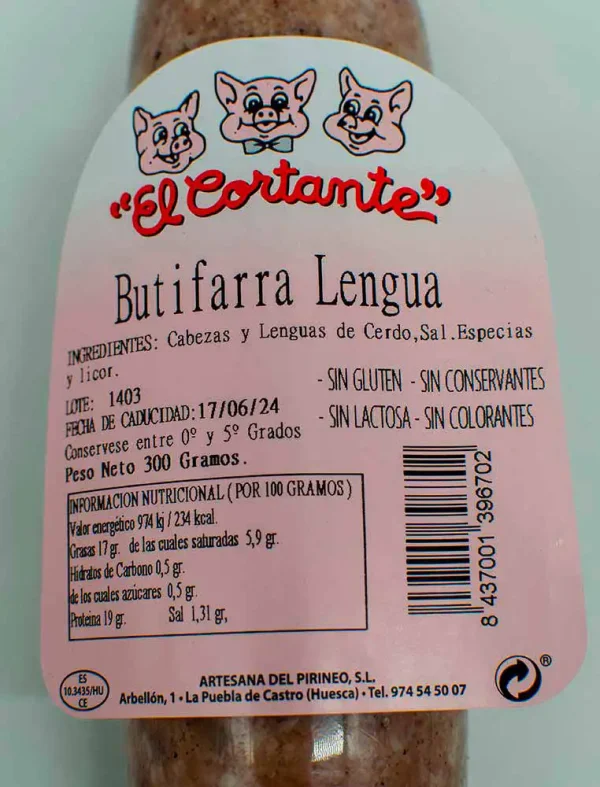 "El Cortante"
Butifarra Lengua
INGREDIENTES: Cabezas y Lenguas de Cerdo,Sal.Especias
y licor.
LOTE: 1403
FECHA DE CADUCIDAD:17/06/24
Conservese entre 0º y 5º Grados
Peso Neto 300 Gramos.
- SIN GLUTEN - SIN CONSERVANTES
- SIN LACTOSA - SIN COLORANTES
INFORMACION NUTRICIONAL ( POR 100 GRAMOS )
Valor energético 974 kj / 234 kcal.
Grasas 17 gr. de las cuales saturadas 5,9 gr.
Hidratos de Carbono 0,5 gr.
de los cuales azúcares 0,5 gr.
Proteina 19 gr. Sal 1,31 gr,
8 437001 396702
ES
10.3435/HU
CE
ARTESANA DEL PIRINEO, S.L.
Arbellón, 1 • La Puebla de Castro (Huesca) • Tel. 974 54 50 07
®